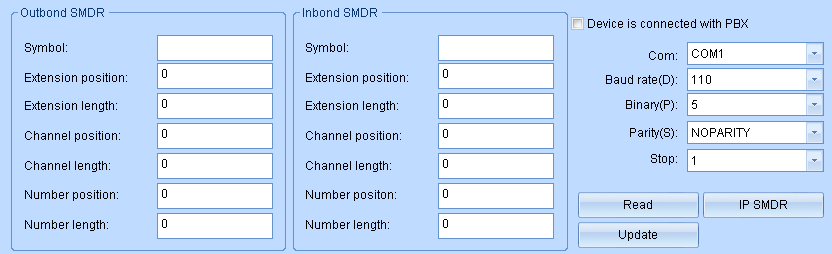 Outbond SMDR
Symbol:
Extension position: 0
Extension length: 0
Channel position: 0
Channel length: 0
Number position: 0
Number length: 0
Inbond SMDR
Symbol:
Extension position: 0
Extension length: 0
Channel position: 0
Channel length: 0
Number positon: 0
Number length: 0
Device is connected with PBX
Com: COM1
Baud rate(D): 110
Binary(P): 5
Parity(S): NOPARITY
Stop: 1
Read IP SMDR
Update